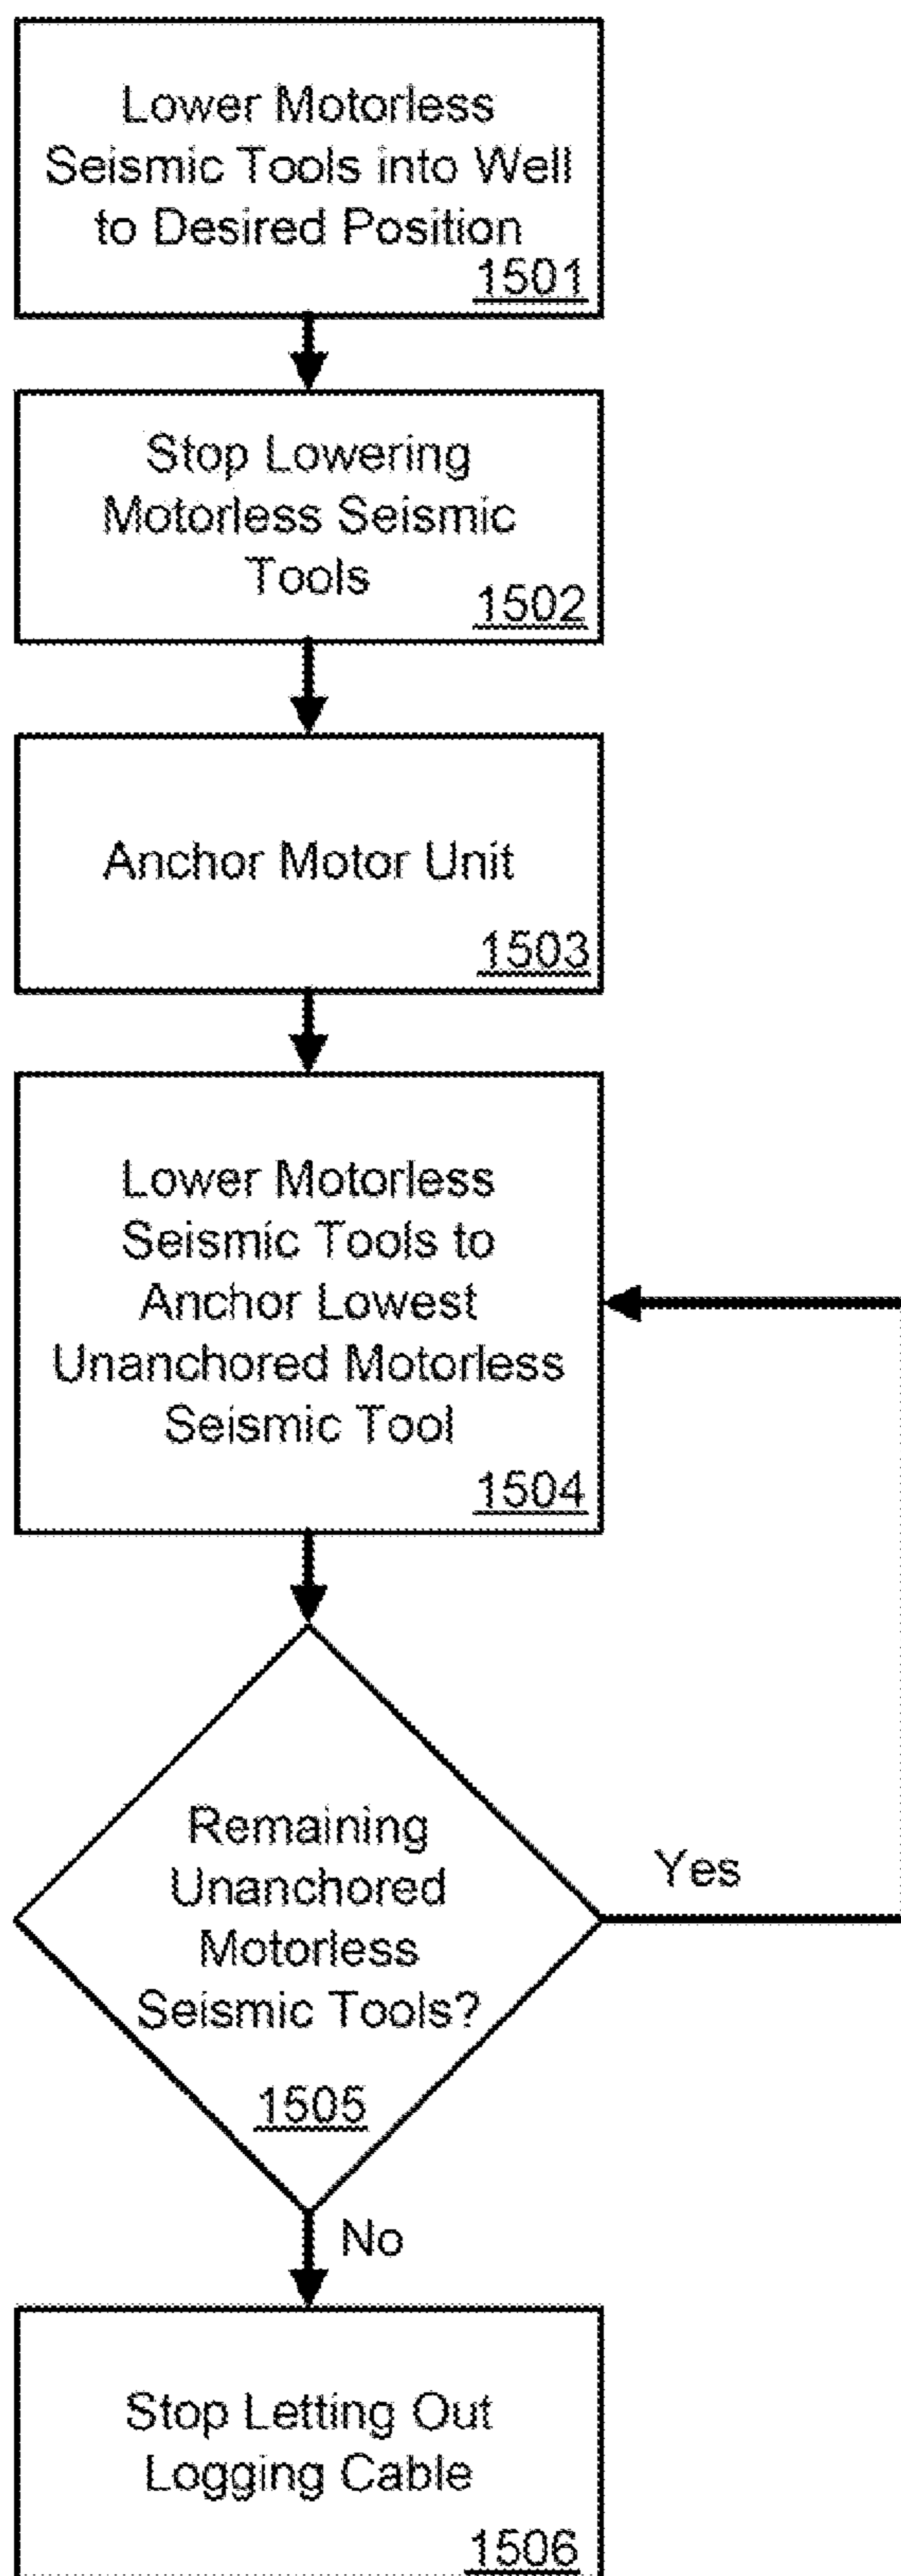 Lower Motorless
Seismic Tools into Well
to Desired Position
1501
Stop Lowering
Motorless Seismic
Tools
1502
Anchor Motor Unit
1503
Lower Motorless
Seismic Tools to
Anchor Lowest
Unanchored Motorless
Seismic Tool
1504
Remaining
Unanchored
Motorless
Seismic Tools?
1505
Yes
No
Stop Letting Out
Logging Cable
1506